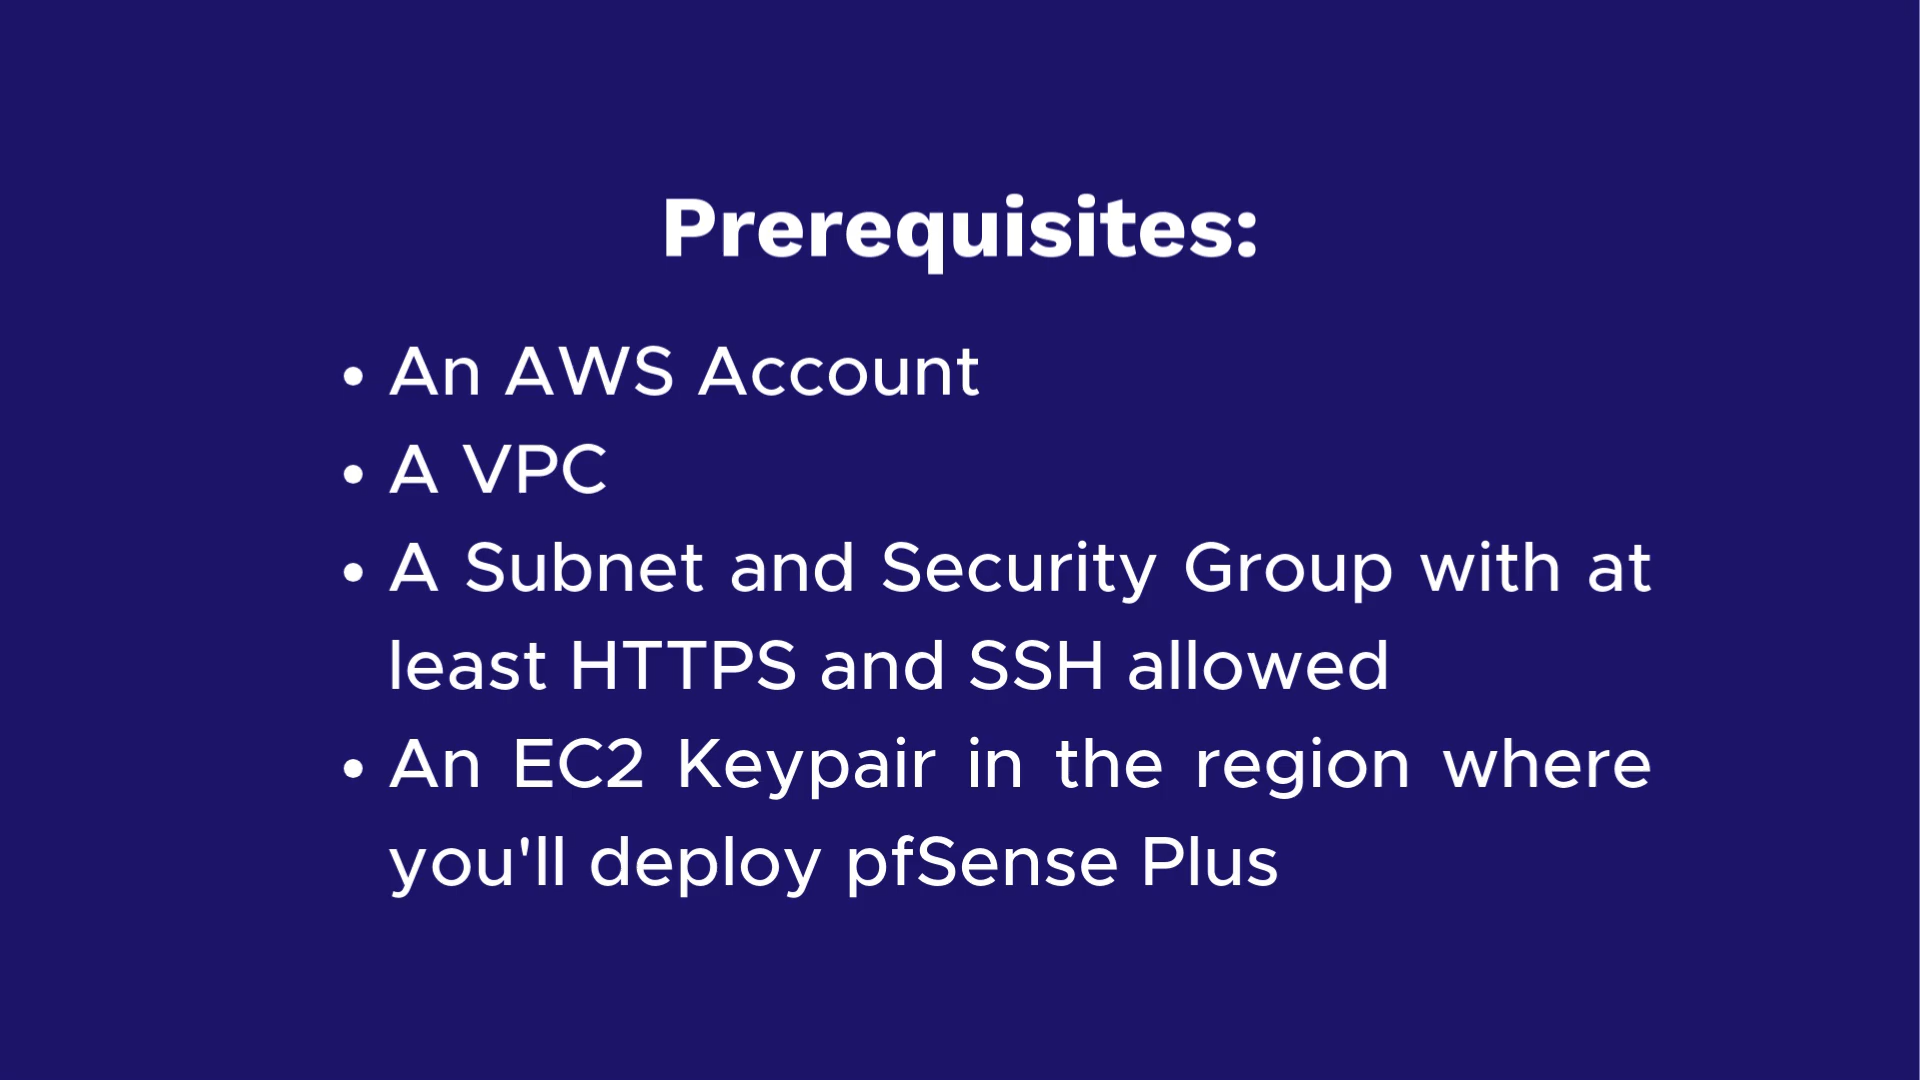 Prerequisites:
• An AWS Account
• A VPC
• A Subnet and Security Group with at
least HTTPS and SSH allowed
• An EC2 Keypair in the region where
you'll deploy pfSense Plus